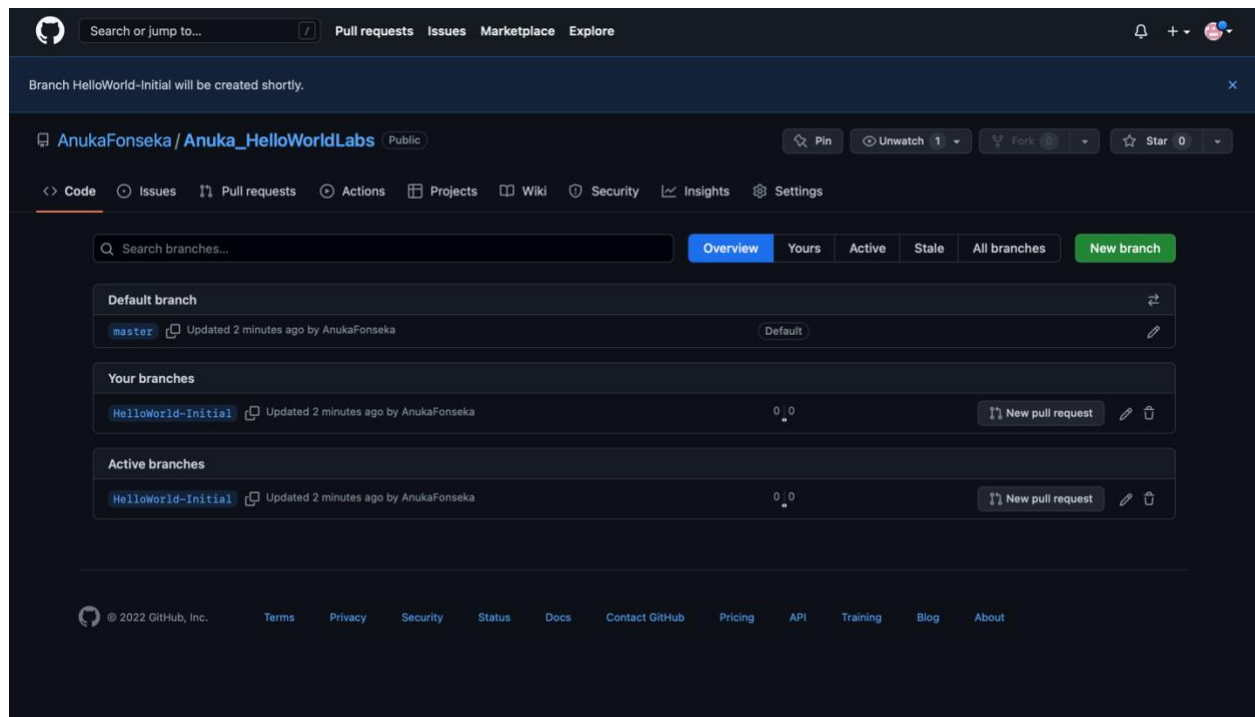 Search or jump to... / Pull requests Issues Marketplace Explore
Branch HelloWorld-Initial will be created shortly.
AnukaFonseka / Anuka_HelloWorldLabs Public Pin Unwatch 1 Fork 0 Star 0
Code Issues Pull requests Actions Projects Wiki Security Insights Settings
Search branches... Overview Yours Active Stale All branches New branch
Default branch
master Updated 2 minutes ago by AnukaFonseka Default
Your branches
HelloWorld-Initial Updated 2 minutes ago by AnukaFonseka 0 0 New pull request
Active branches
HelloWorld-Initial Updated 2 minutes ago by AnukaFonseka 0 0 New pull request
© 2022 GitHub, Inc. Terms Privacy Security Status Docs Contact GitHub Pricing API Training Blog About